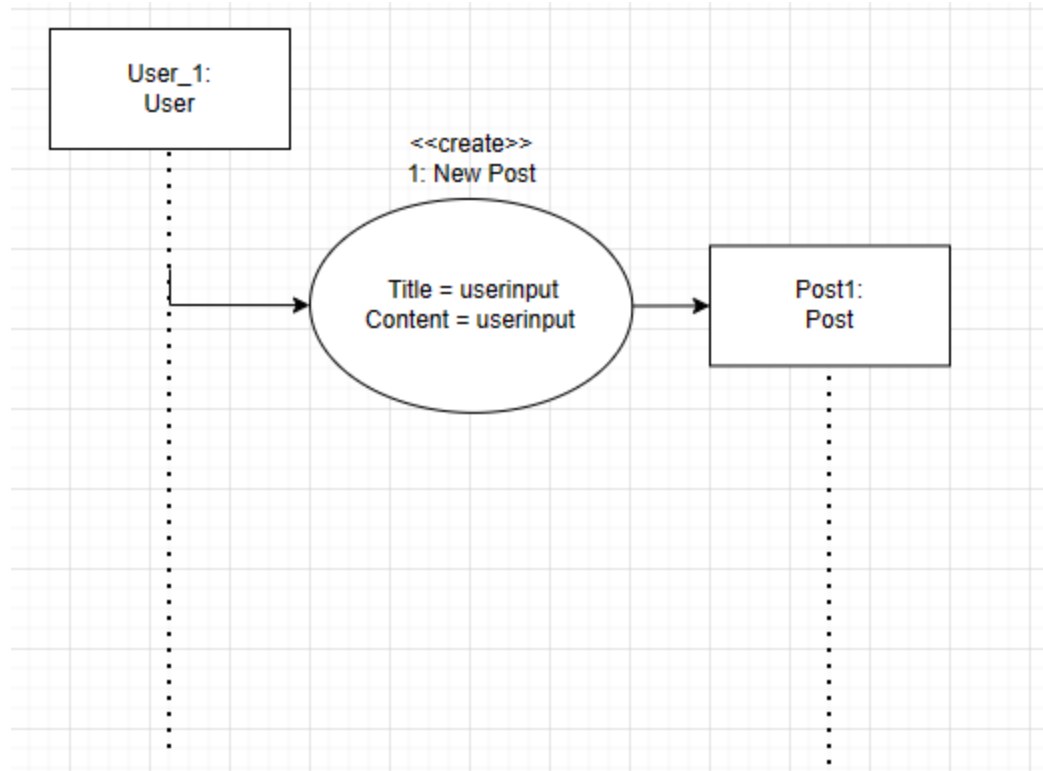 User_1:
User
<<create>>
1: New Post
Title = userinput
Content = userinput
Post1:
Post